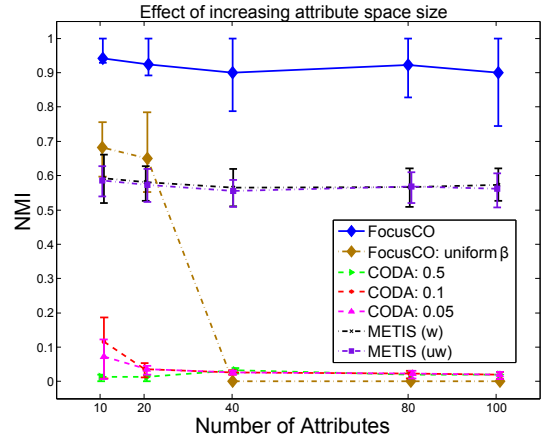 Effect of increasing attribute space size
1
0.9
0.8
0.7
0.6
0.5
0.4
0.3
0.2
0.1
0
NMI
FocusCO
FocusCO: uniform β
CODA: 0.5
CODA: 0.1
CODA: 0.05
METIS (w)
METIS (uw)
10 20 40 80 100
Number of Attributes